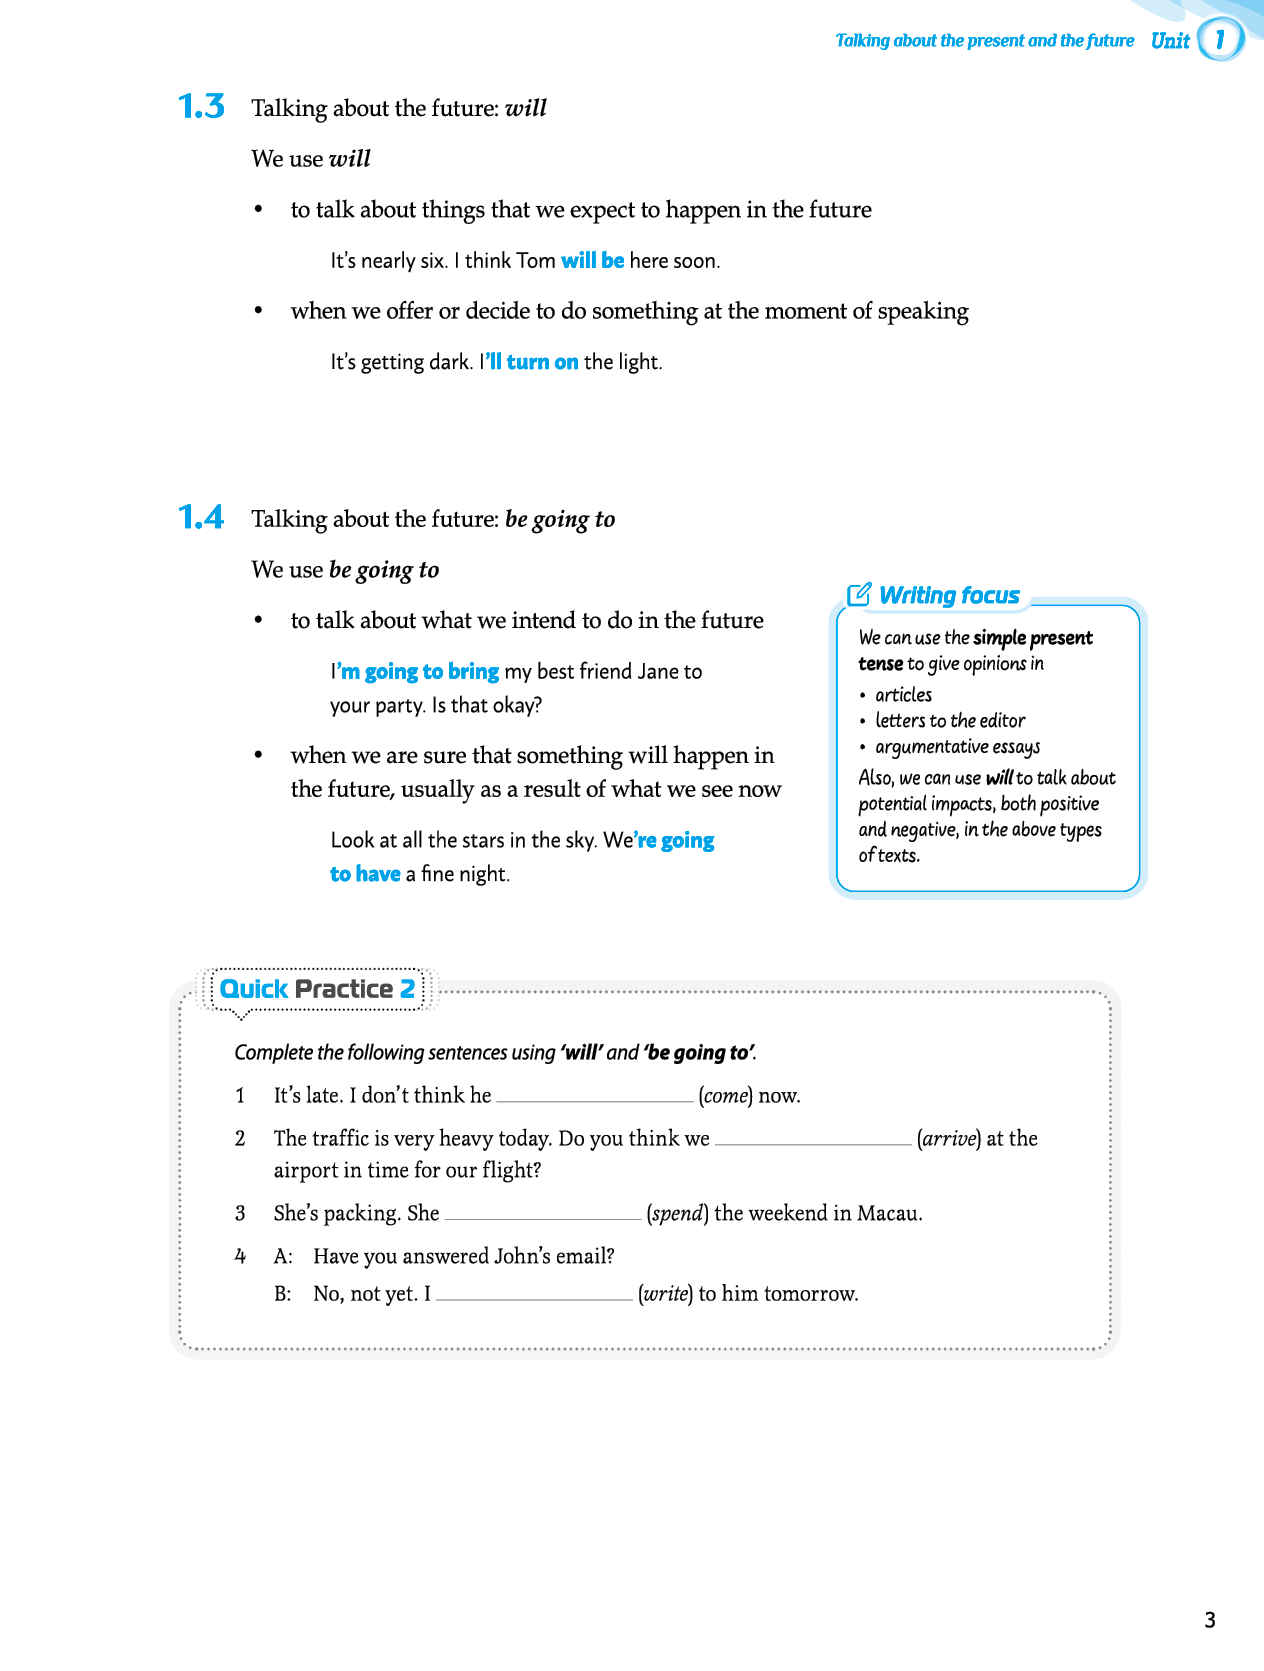 Talking about the present and the future Unit 1
1.3 Talking about the future: will
We use will
• to talk about things that we expect to happen in the future
It's nearly six. I think Tom will be here soon.
• when we offer or decide to do something at the moment of speaking
It's getting dark. I'll turn on the light.
1.4 Talking about the future: be going to
We use be going to
• to talk about what we intend to do in the future
I'm going to bring my best friend Jane to
your party. Is that okay?
• when we are sure that something will happen in
the future, usually as a result of what we see now
Look at all the stars in the sky. We're going
to have a fine night.
Writing focus
We can use the simple present
tense to give opinions in
• articles
• letters to the editor
• argumentative essays
Also, we can use will to talk about
potential impacts, both positive
and negative, in the above types
of texts.
Quick Practice 2
Complete the following sentences using 'will' and 'be going to'.
1 It's late. I don't think he ____________ (come) now.
2 The traffic is very heavy today. Do you think we ____________ (arrive) at the
airport in time for our flight?
3 She's packing. She ____________ (spend) the weekend in Macau.
4 A: Have you answered John's email?
B: No, not yet. I ____________ (write) to him tomorrow.
3